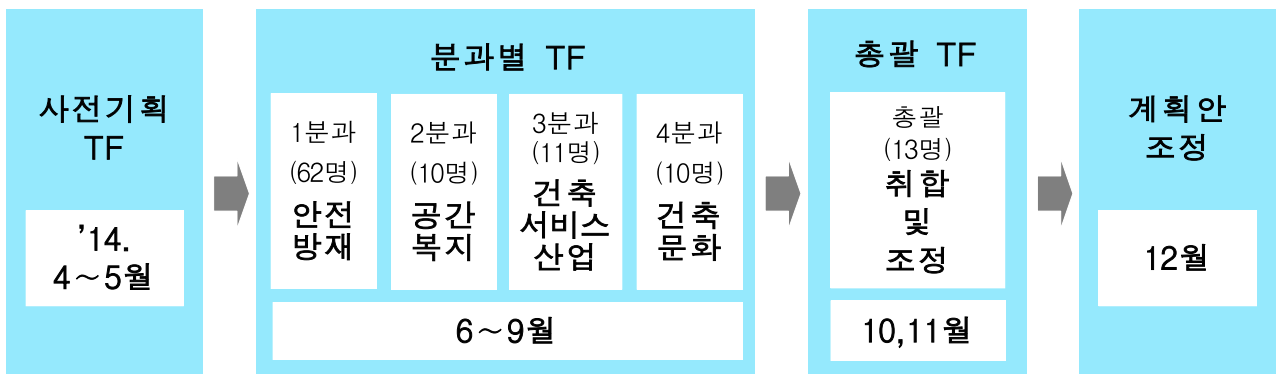 사전기획
TF
’14.
4～5월
분과별 TF
1분과
(62명)
안전
방재
2분과
(10명)
공간
복지
3분과
(11명)
건축
서비스
산업
4분과
(10명)
건축
문화
6～9월
총괄 TF
총괄
(13명)
취합
및
조정
10,11월
계획안
조정
12월